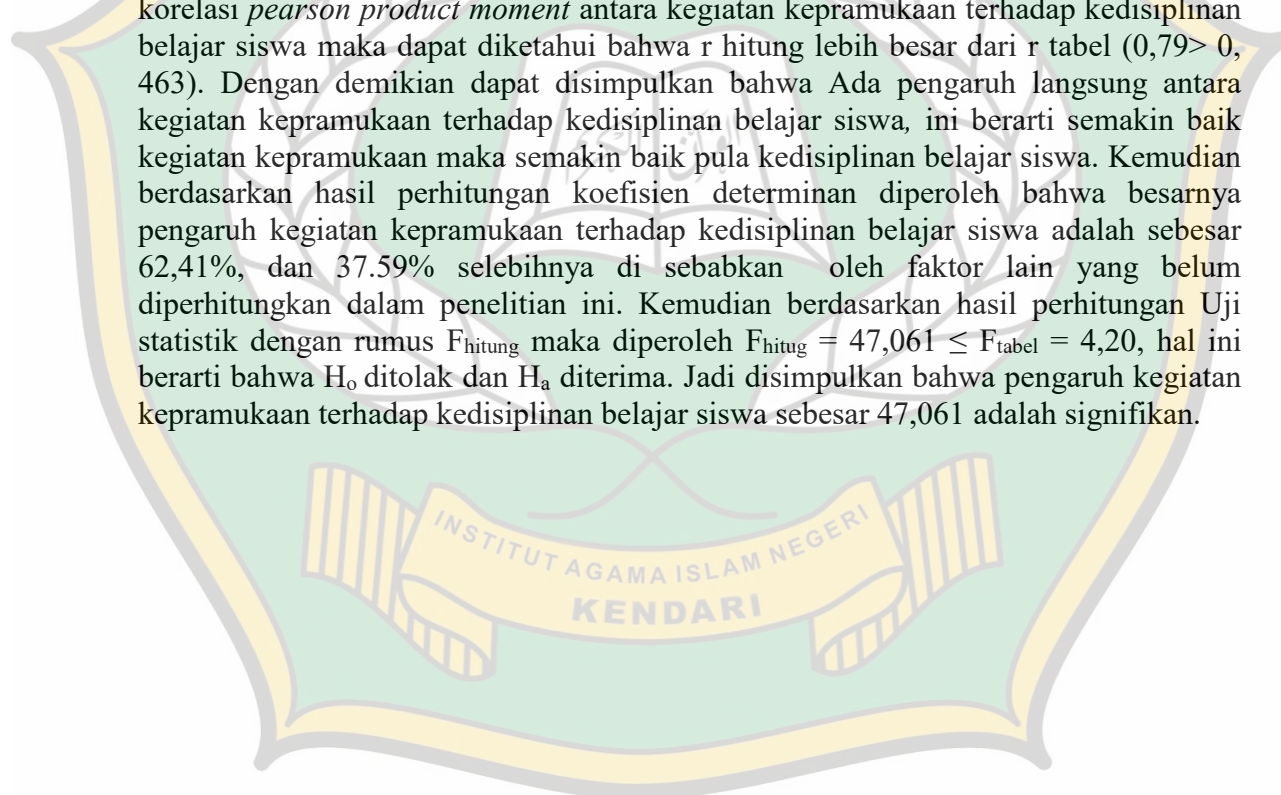 korelasi pearson product moment antara kegiatan kepramukaan terhadap kedisiplinan
belajar siswa maka dapat diketahui bahwa r hitung lebih besar dari r tabel (0,79> 0,
463). Dengan demikian dapat disimpulkan bahwa Ada pengaruh langsung antara
kegiatan kepramukaan terhadap kedisiplinan belajar siswa, ini berarti semakin baik
kegiatan kepramukaan maka semakin baik pula kedisiplinan belajar siswa. Kemudian
berdasarkan hasil perhitungan koefisien determinan diperoleh bahwa besarnya
pengaruh kegiatan kepramukaan terhadap kedisiplinan belajar siswa adalah sebesar
62,41%, dan 37.59% selebihnya di sebabkan oleh faktor lain yang belum
diperhitungkan dalam penelitian ini. Kemudian berdasarkan hasil perhitungan Uji
statistik dengan rumus Fhitung maka diperoleh Fhitug = 47,061 ≤ Ftabel = 4,20, hal ini
berarti bahwa Ho ditolak dan Ha diterima. Jadi disimpulkan bahwa pengaruh kegiatan
kepramukaan terhadap kedisiplinan belajar siswa sebesar 47,061 adalah signifikan.
INSTITUT AGAMA ISLAM NEGERI
KENDARI